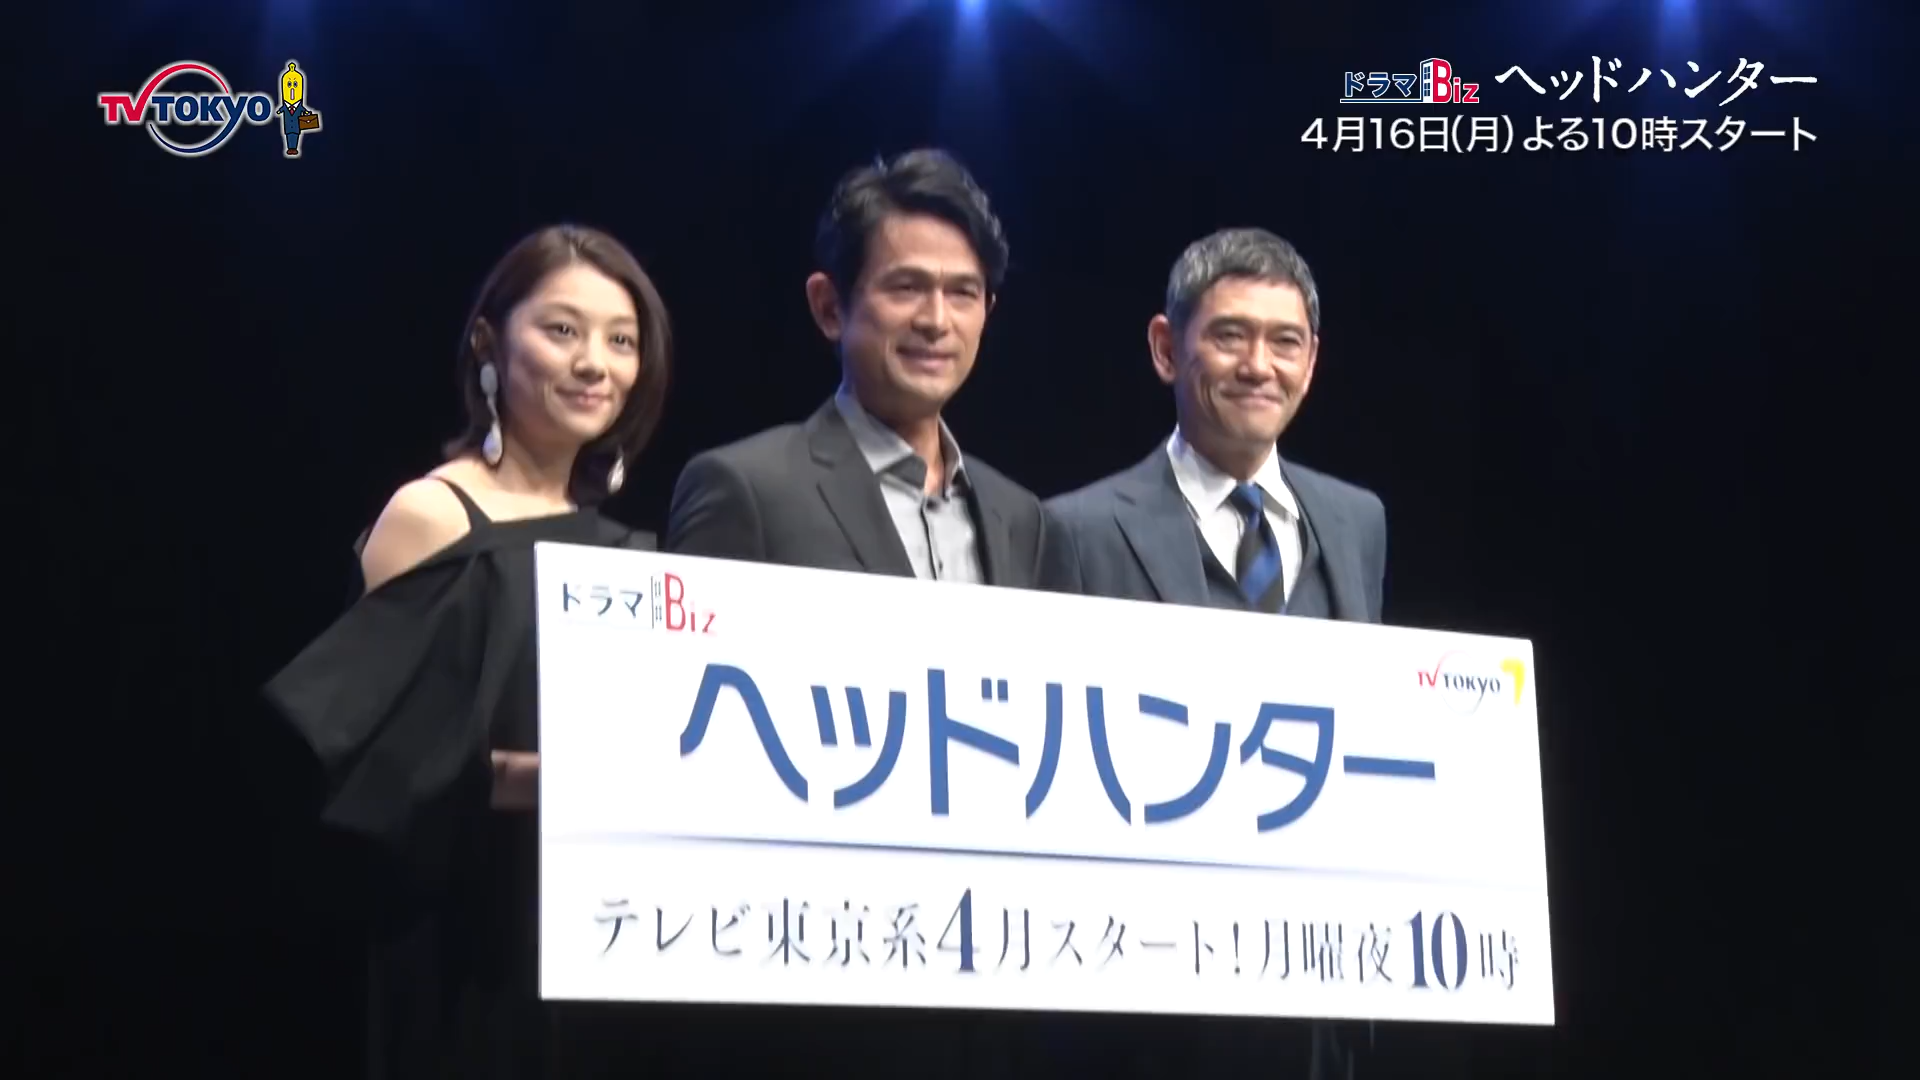 TV TOKYO
ドラマBiz ヘッドハンター
4月16日(月)よる10時スタート
ドラマBiz
TV TOKYO 7
ヘッドハンター
テレビ東京系4月スタート!月曜夜10時